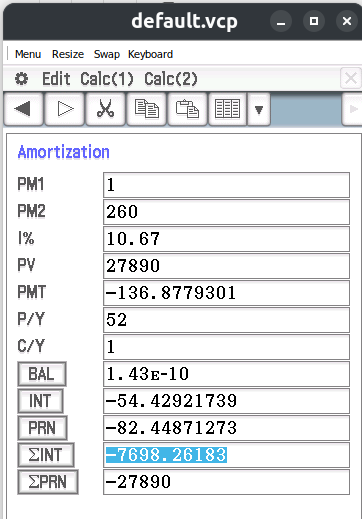 default.vcp
Menu Resize Swap Keyboard
Edit Calc(1) Calc(2)
Amortization
PM1 1
PM2 260
I% 10.67
PV 27890
PMT -136.8779301
P/Y 52
C/Y 1
BAL 1.43E-10
INT -54.42921739
PRN -82.44871273
ΣINT -7698.26183
ΣPRN -27890